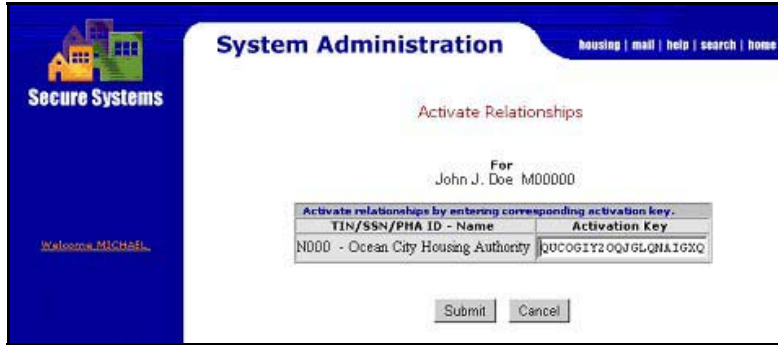 System Administration
housing | mail | help | search | home
Secure Systems
Activate Relationships
For
John J. Doe M00000
Activate relationships by entering corresponding activation key.
TIN/SSN/PHA ID - Name Activation Key
N000 - Ocean City Housing Authority
Welcome MICHAEL.
Submit Cancel